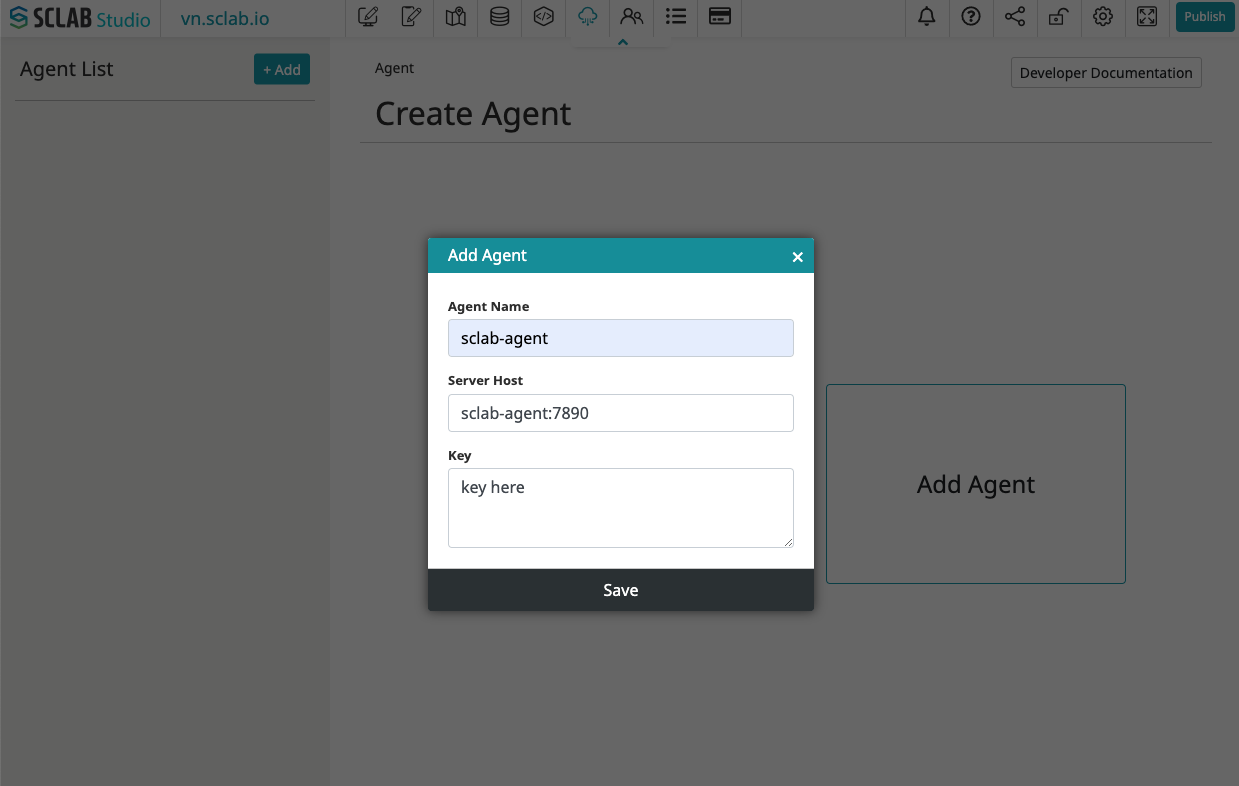 SCLAB Studio
vn.sclab.io
Publish
Agent List
+ Add
Agent
Developer Documentation
Create Agent
Add Agent
Agent Name
sclab-agent
Server Host
sclab-agent:7890
Key
key here
Save
Add Agent